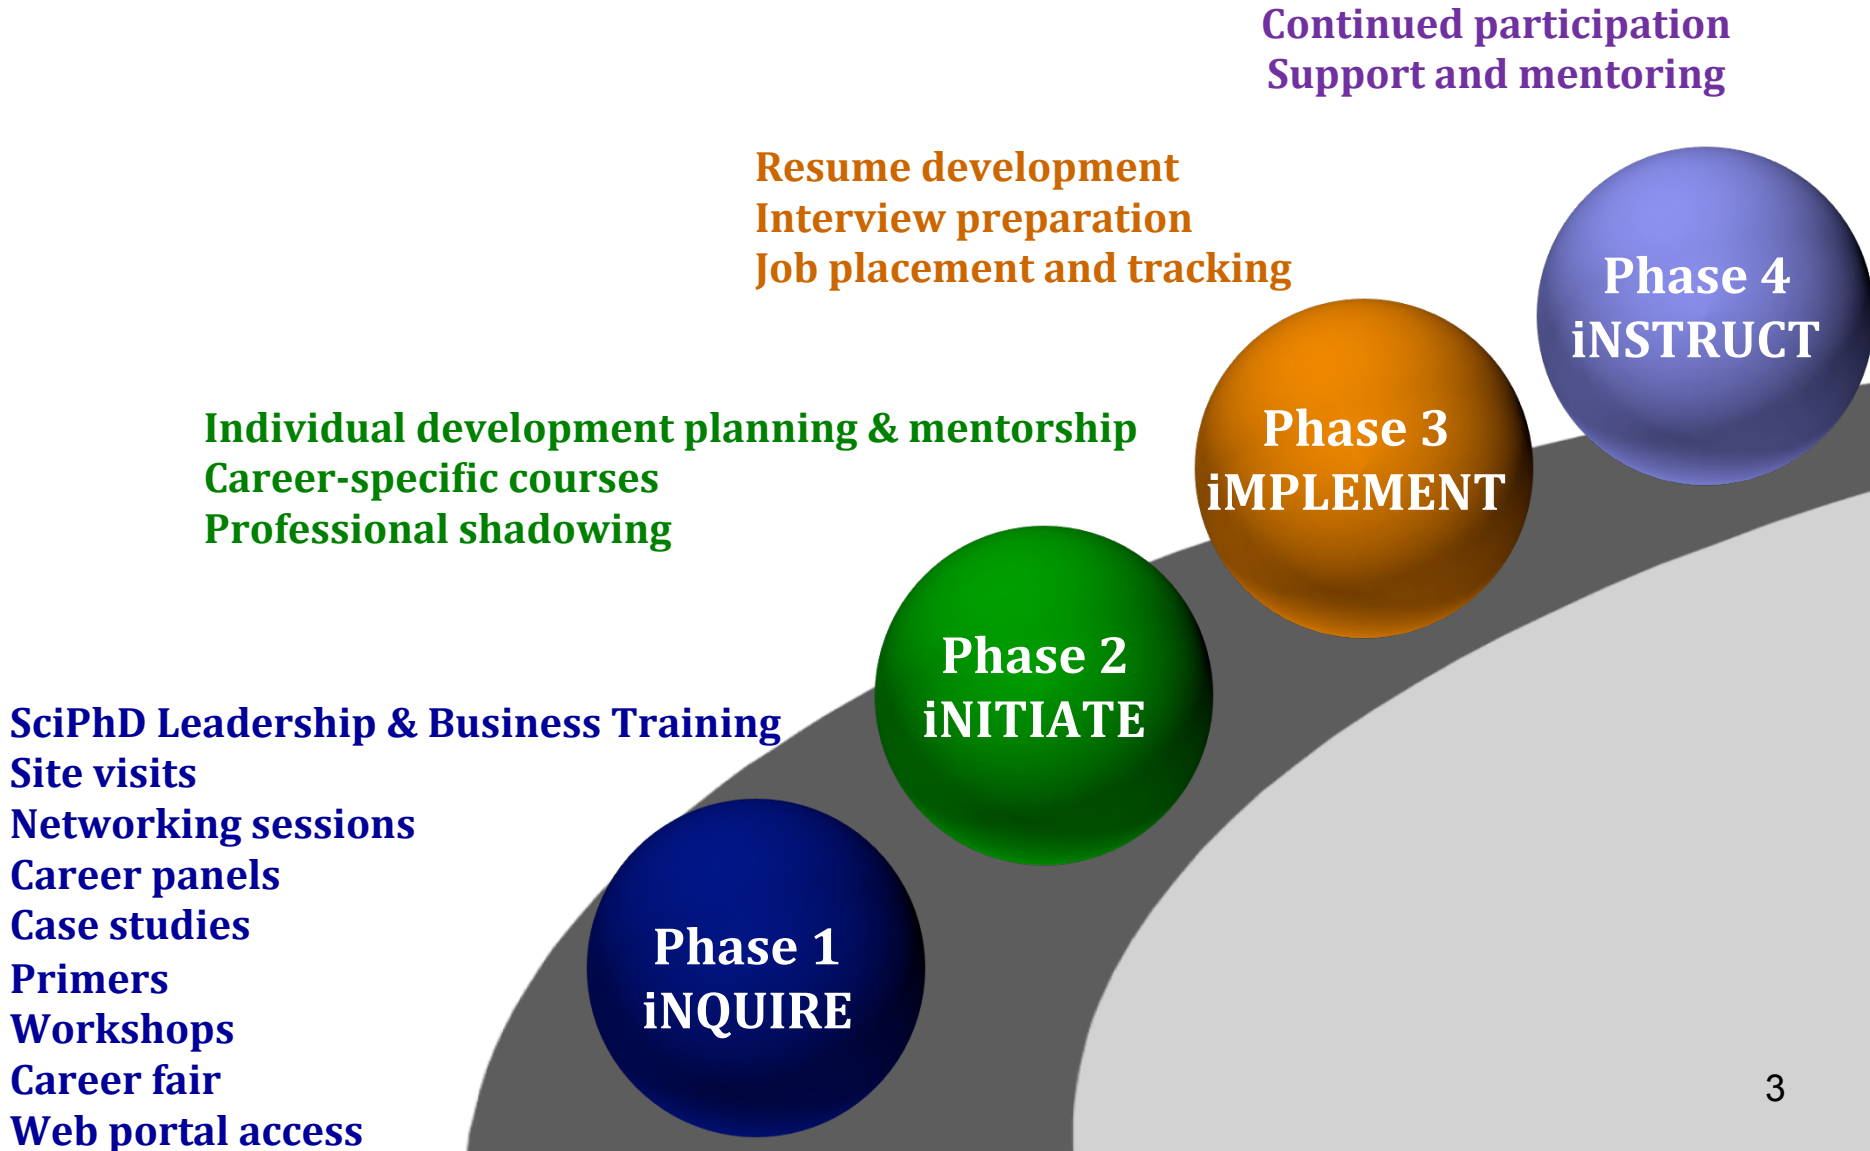 Continued participation
Support and mentoring
Resume development
Interview preparation
Job placement and tracking
Phase 4
iNSTRUCT
Individual development planning & mentorship
Career-specific courses
Professional shadowing
Phase 3
iMPLEMENT
Phase 2
iNITIATE
SciPhD Leadership & Business Training
Site visits
Networking sessions
Career panels
Case studies
Primers
Workshops
Career fair
Web portal access
Phase 1
iNQUIRE
3